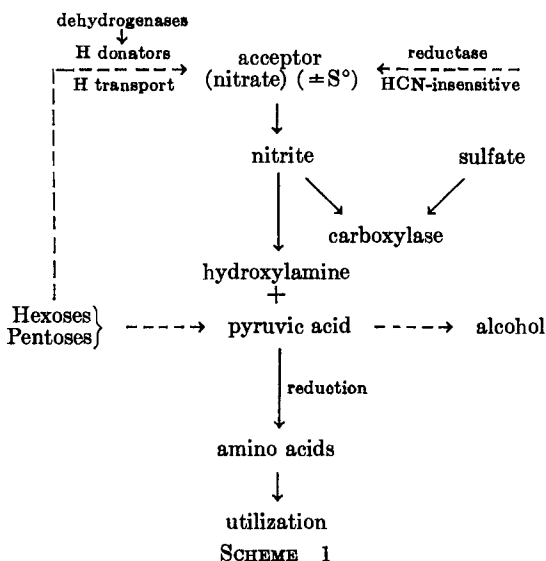 dehydrogenases
H donators
H transport
acceptor
(nitrate) (±S°)
reductase
HCN-insensitive
nitrite
sulfate
carboxylase
hydroxylamine
+
Hexoses
Pentoses}
pyruvic acid
alcohol
reduction
amino acids
utilization
SCHEME 1